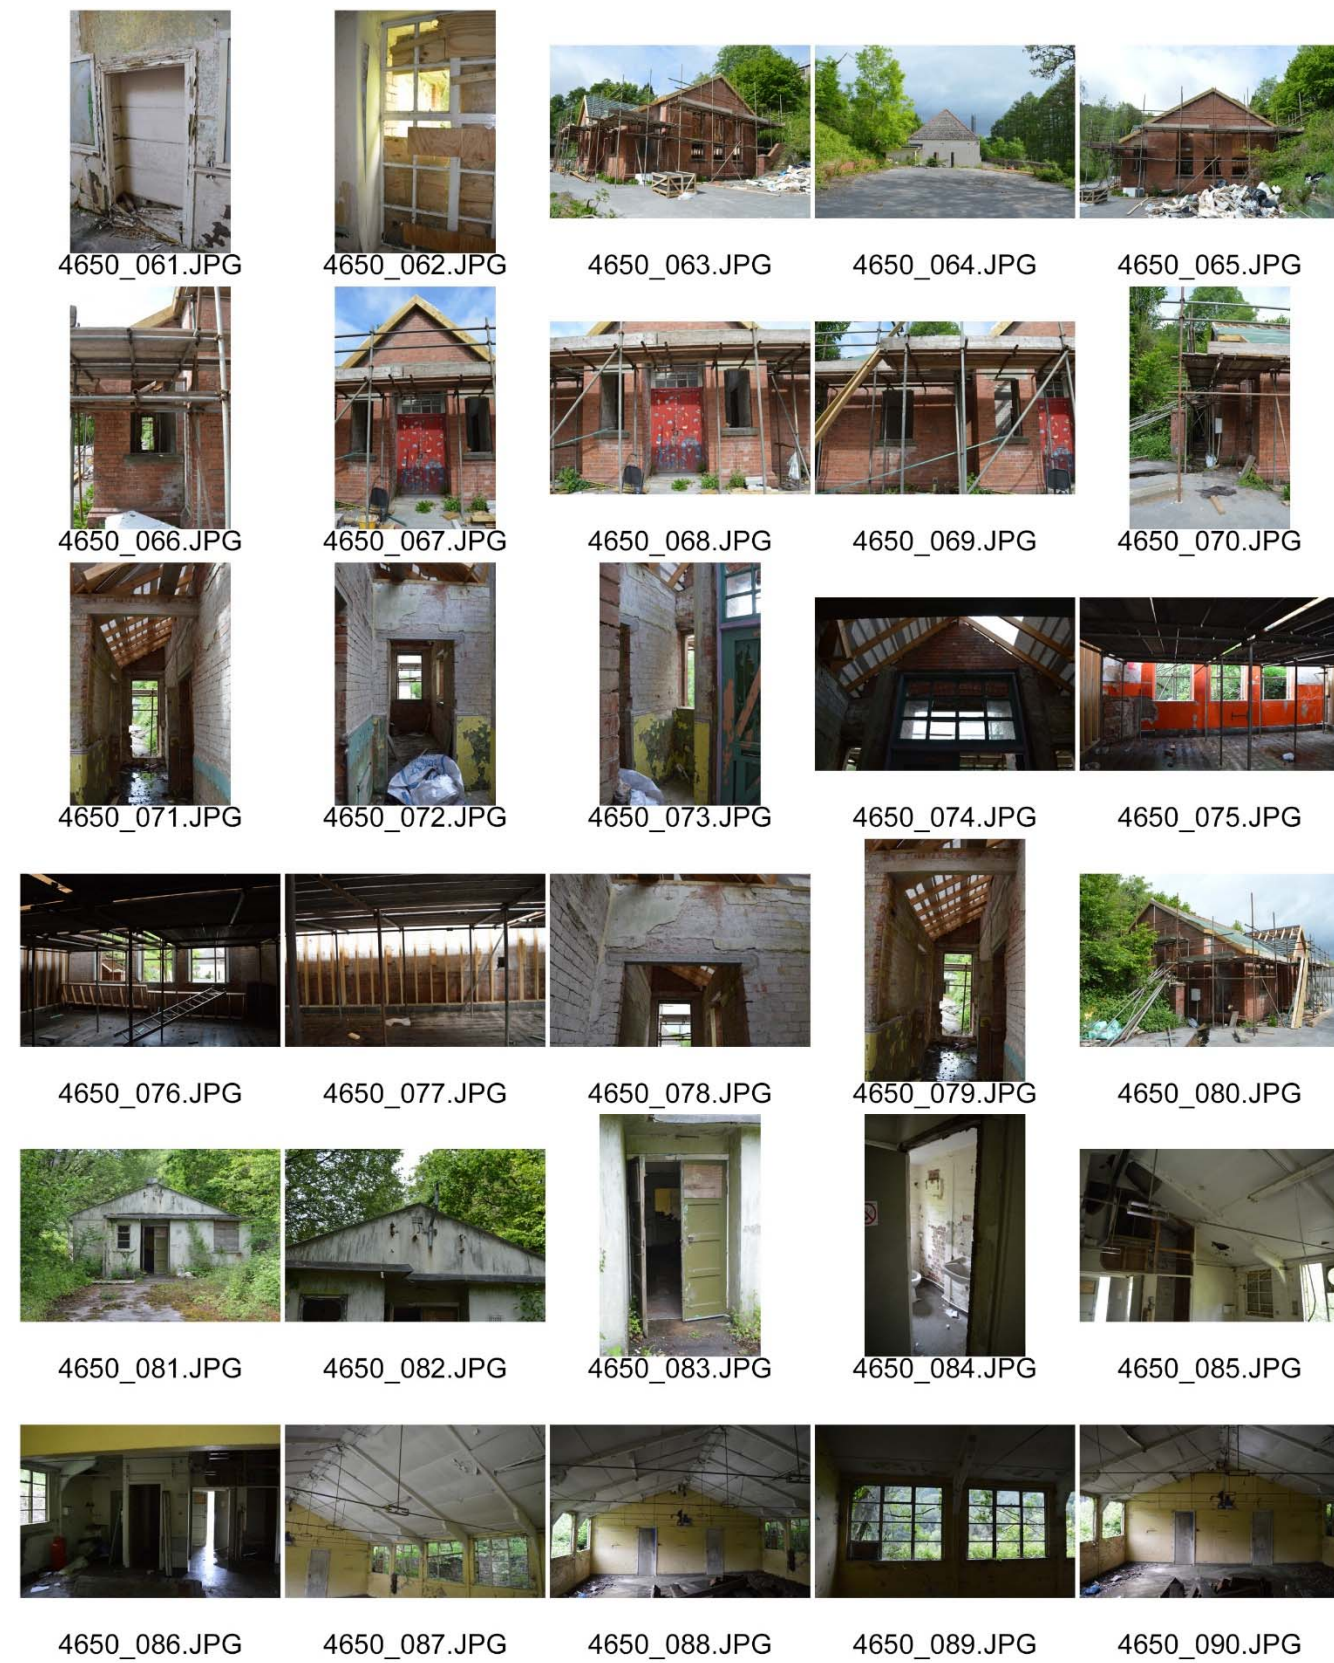 4650_061.JPG 4650_062.JPG 4650_063.JPG 4650_064.JPG 4650_065.JPG
4650_066.JPG 4650_067.JPG 4650_068.JPG 4650_069.JPG 4650_070.JPG
4650_071.JPG 4650_072.JPG 4650_073.JPG 4650_074.JPG 4650_075.JPG
4650_076.JPG 4650_077.JPG 4650_078.JPG 4650_079.JPG 4650_080.JPG
4650_081.JPG 4650_082.JPG 4650_083.JPG 4650_084.JPG 4650_085.JPG
4650_086.JPG 4650_087.JPG 4650_088.JPG 4650_089.JPG 4650_090.JPG